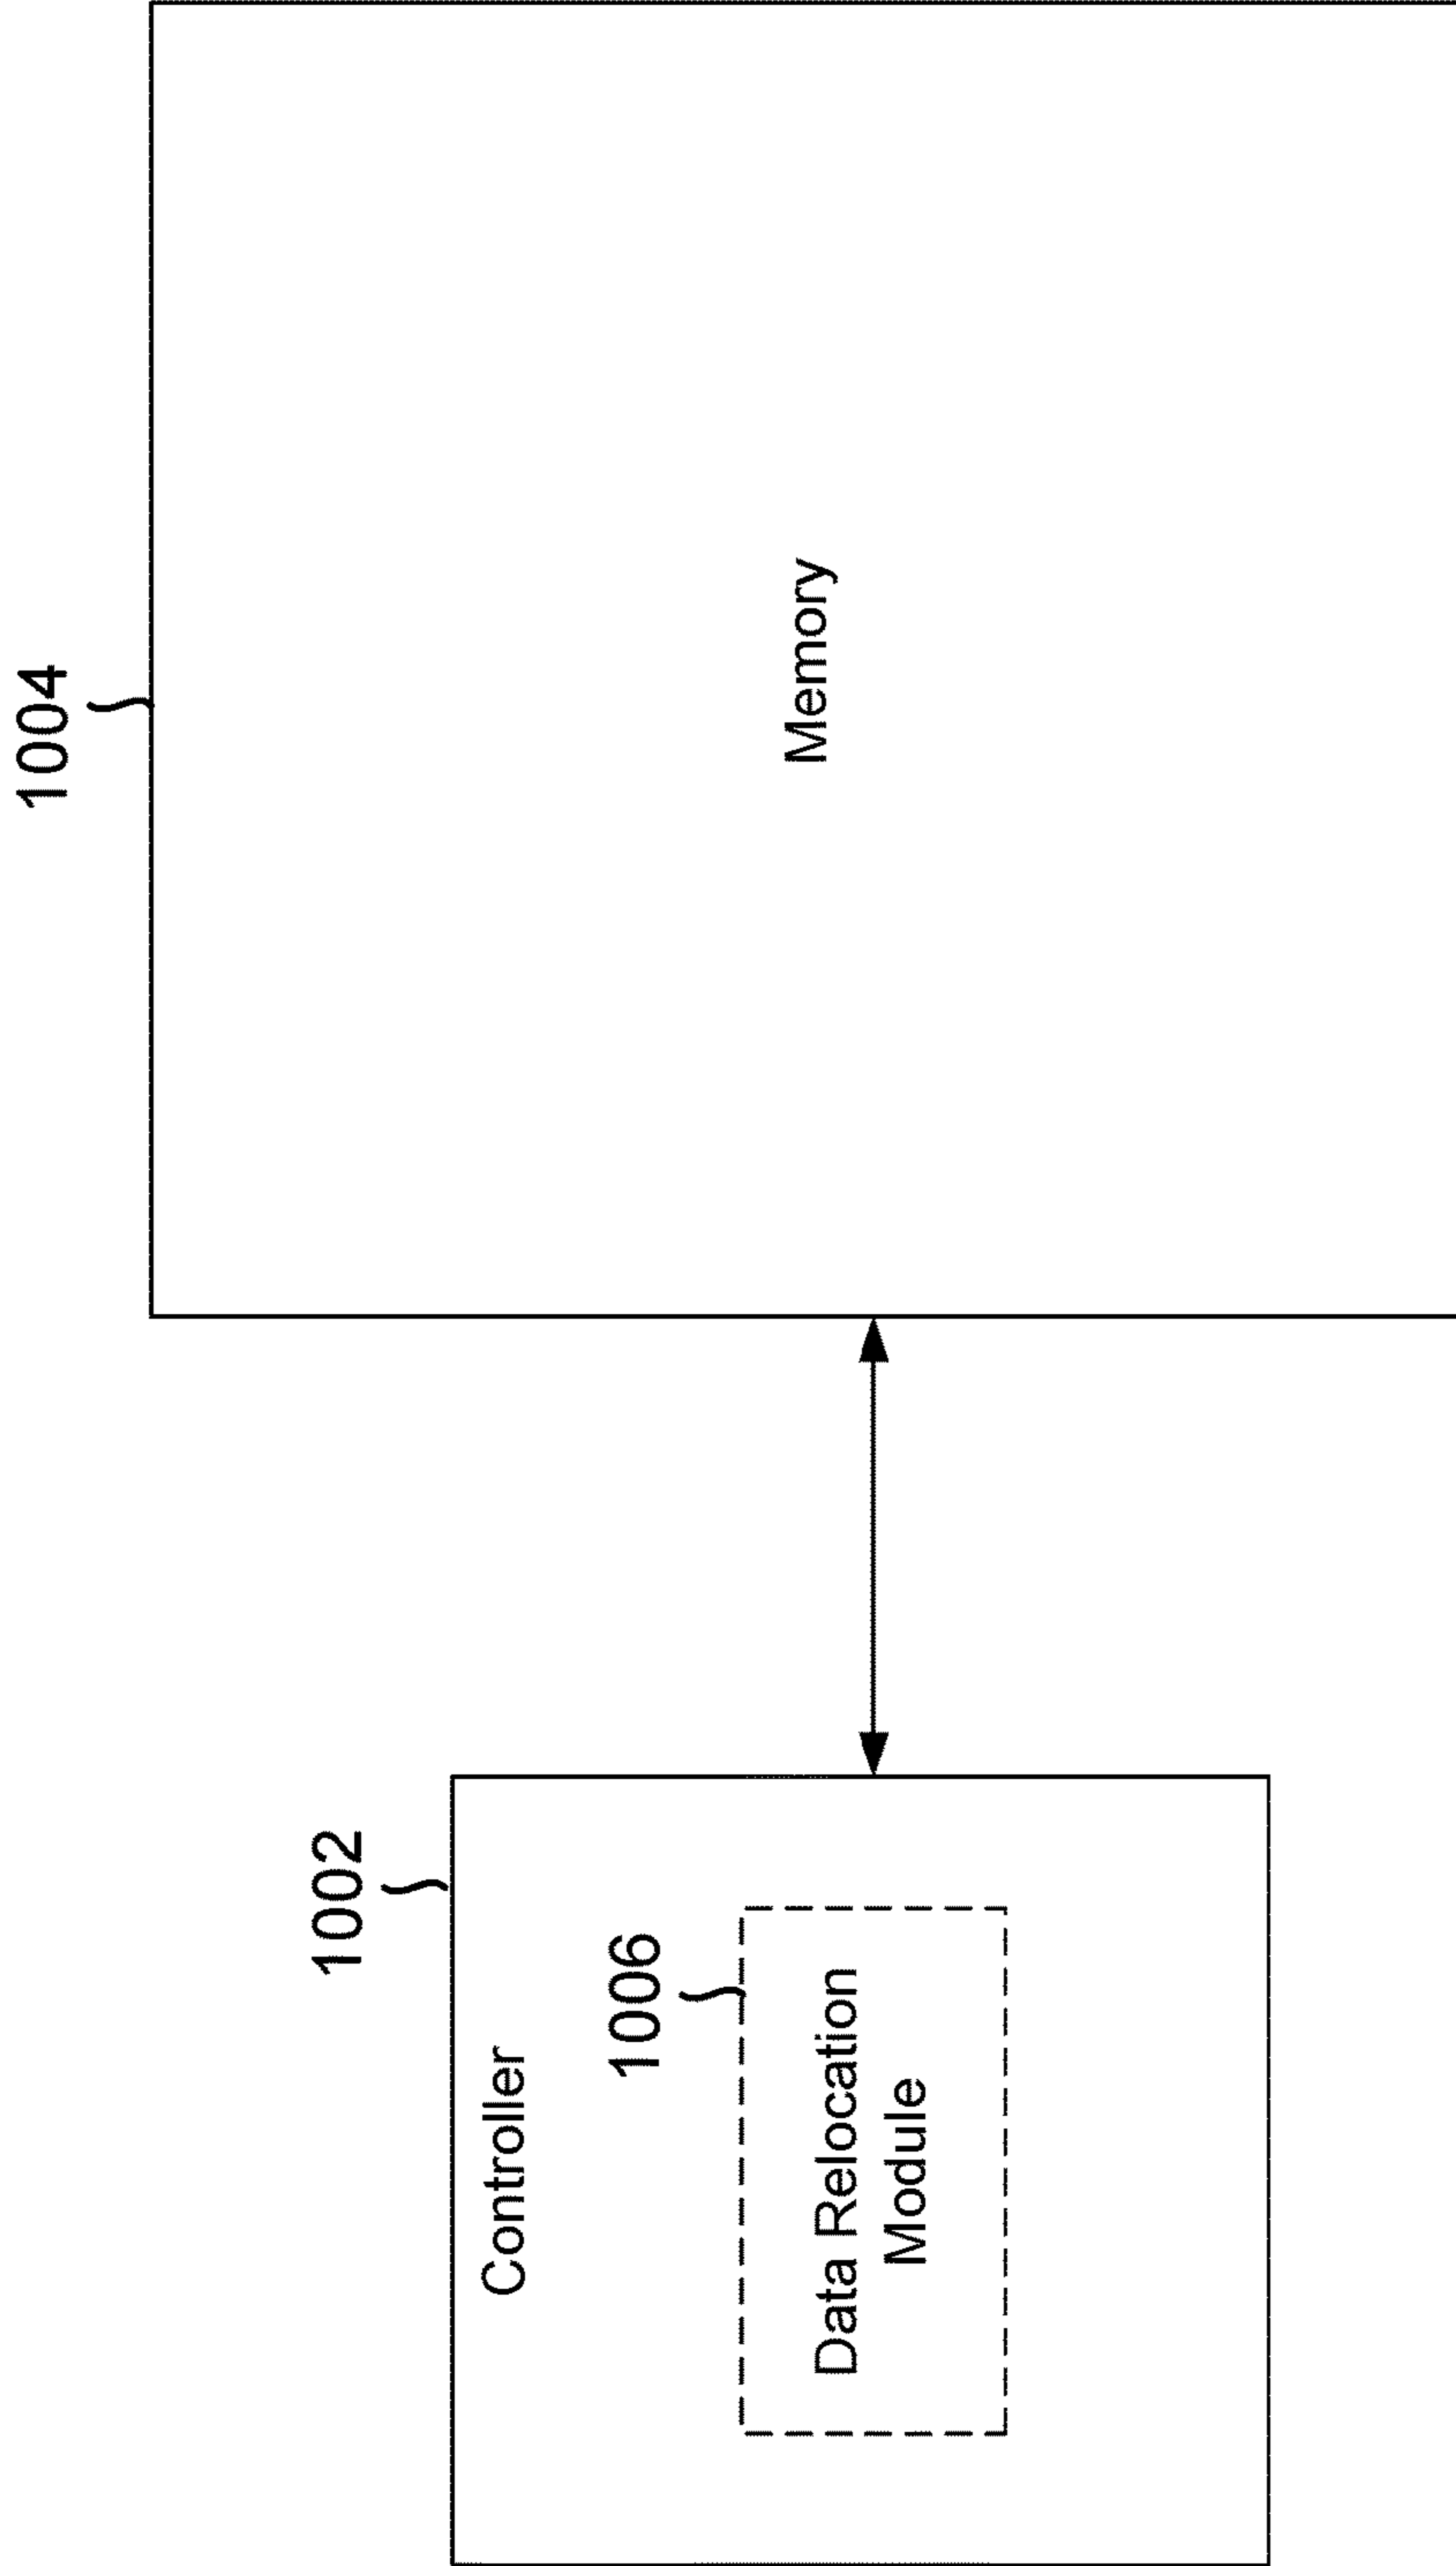 1002
Controller
1006
Data Relocation
Module
1004
Memory